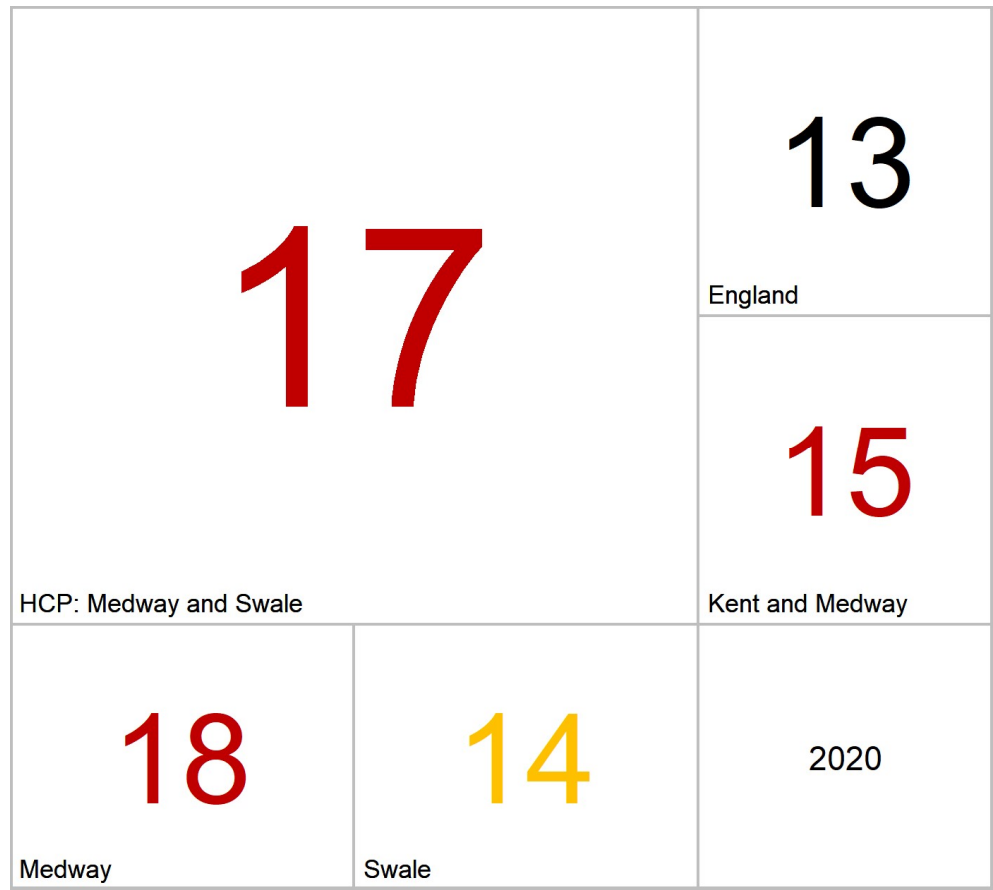 17
HCP: Medway and Swale
13
England
15
Kent and Medway
18
Medway
14
Swale
2020